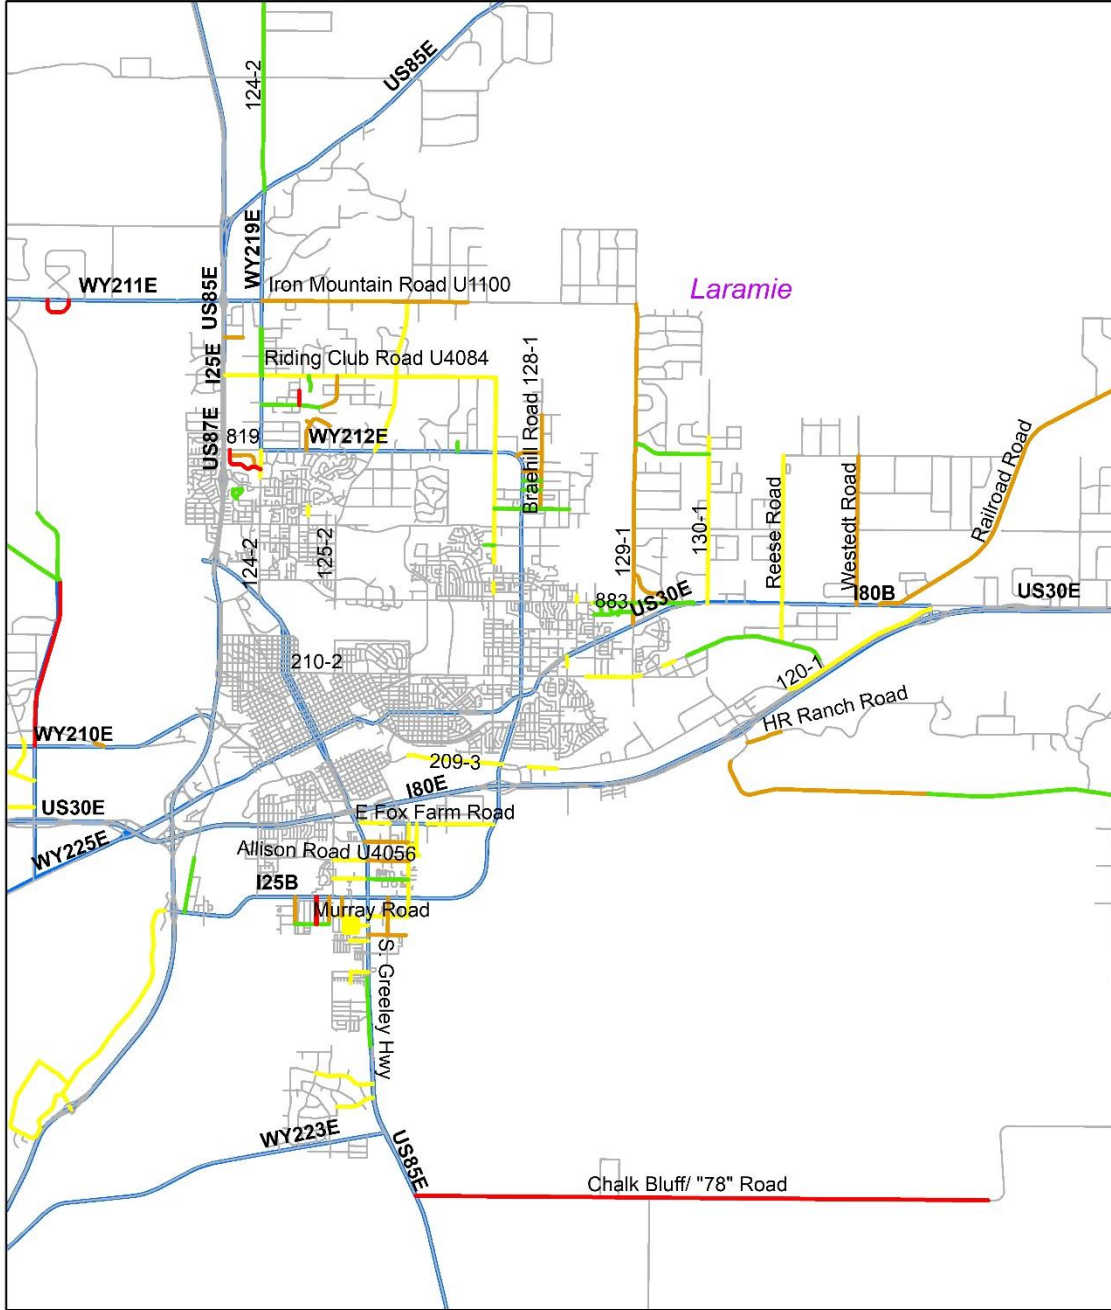 US85E
124-2
WY219E
WY211E
US85E
Iron Mountain Road U1100
Laramie
I25E
Riding Club Road U4084
Braehill Road 128-1
US87E
819
WY212E
Railroad Road
Westedt Road
Reese Road
130-1
129-1
124-2
125-2
883
US30E
I80B
US30E
210-2
120-1
HR Ranch Road
WY210E
209-3
I80E
US30E
E Fox Farm Road
WY225E
Allison Road U4056
I25B
Murray Road
S. Greeley Hwy
WY223E
US85E
Chalk Bluff/ "78" Road